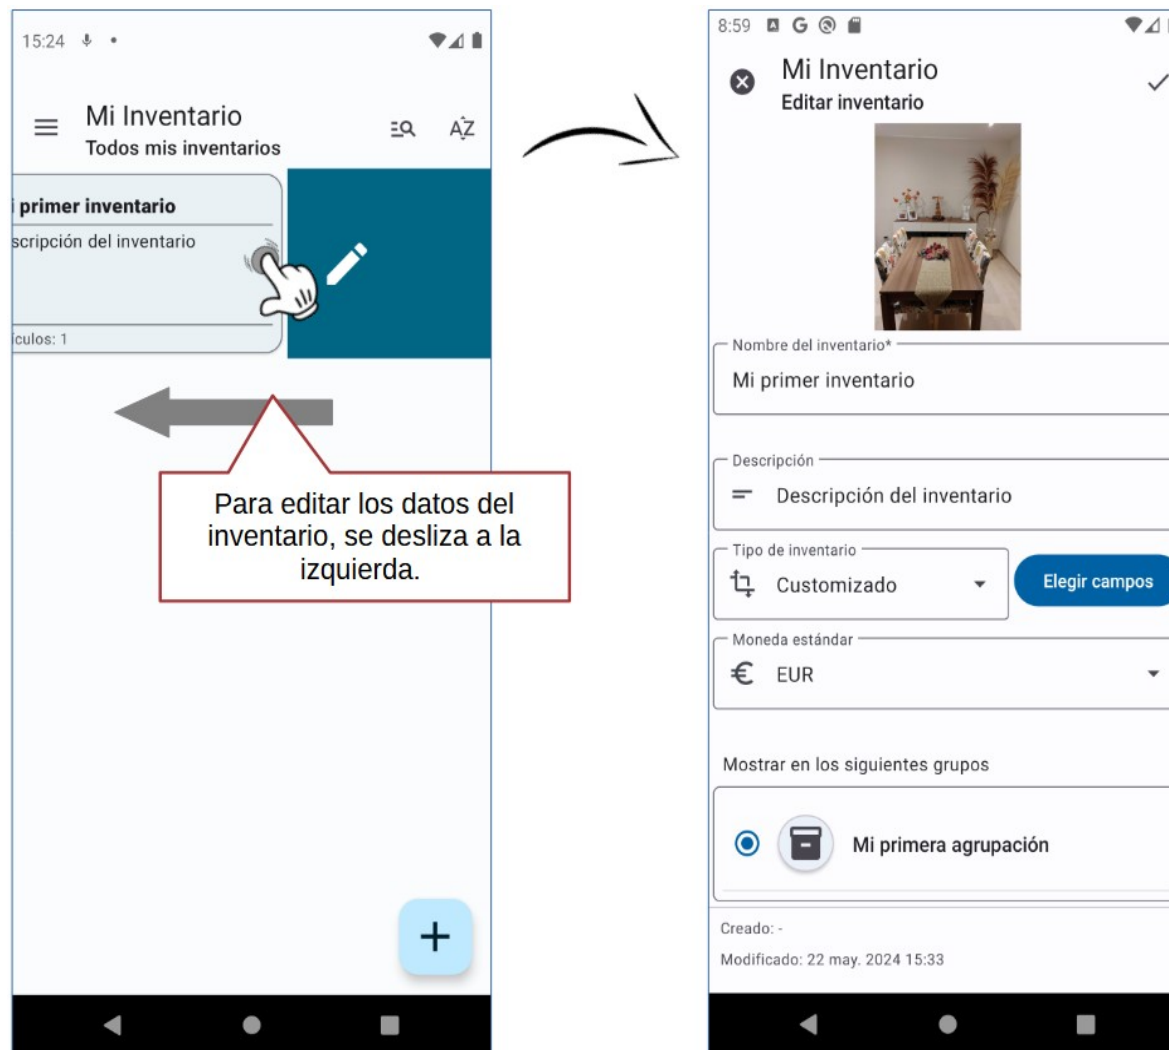 15:24
Mi Inventario
Todos mis inventarios
AZ
primer inventario
scripción del inventario
ículos: 1
Para editar los datos del
inventario, se desliza a la
izquierda.
8:59 A G
Mi Inventario
Editar inventario
Nombre del inventario*
Mi primer inventario
Descripción
Descripción del inventario
Tipo de inventario
Customizado
Elegir campos
Moneda estándar
€ EUR
Mostrar en los siguientes grupos
Mi primera agrupación
Creado: -
Modificado: 22 may. 2024 15:33